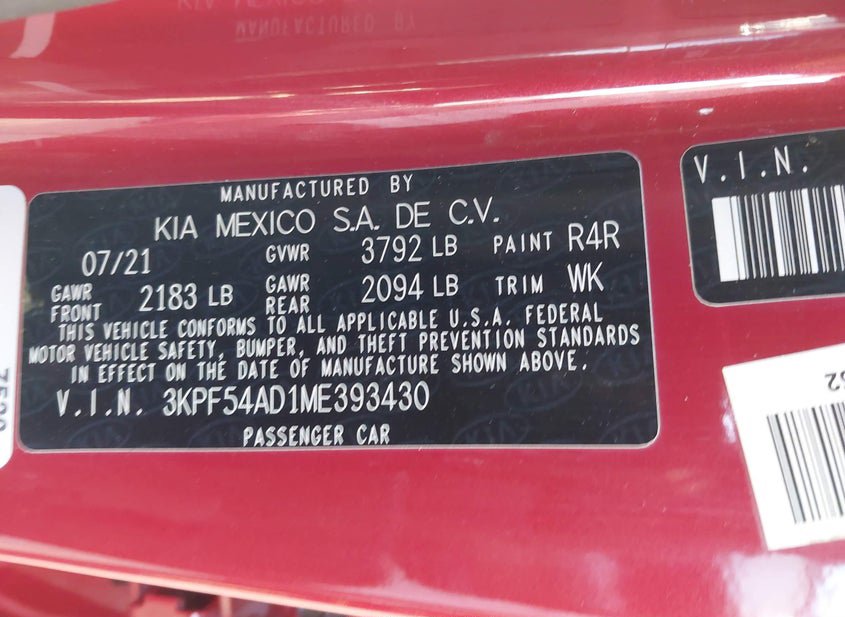 MANUFACTURED BY
KIA MEXICO S.A. DE C.V.
07/21 GVWR 3792 LB PAINT R4R
GAWR FRONT 2183 LB GAWR REAR 2094 LB TRIM WK
THIS VEHICLE CONFORMS TO ALL APPLICABLE U.S.A. FEDERAL
MOTOR VEHICLE SAFETY, BUMPER, AND THEFT PREVENTION STANDARDS
IN EFFECT ON THE DATE OF MANUFACTURE SHOWN ABOVE.
V.I.N. 3KPF54AD1ME393430
PASSENGER CAR
V.I.N.